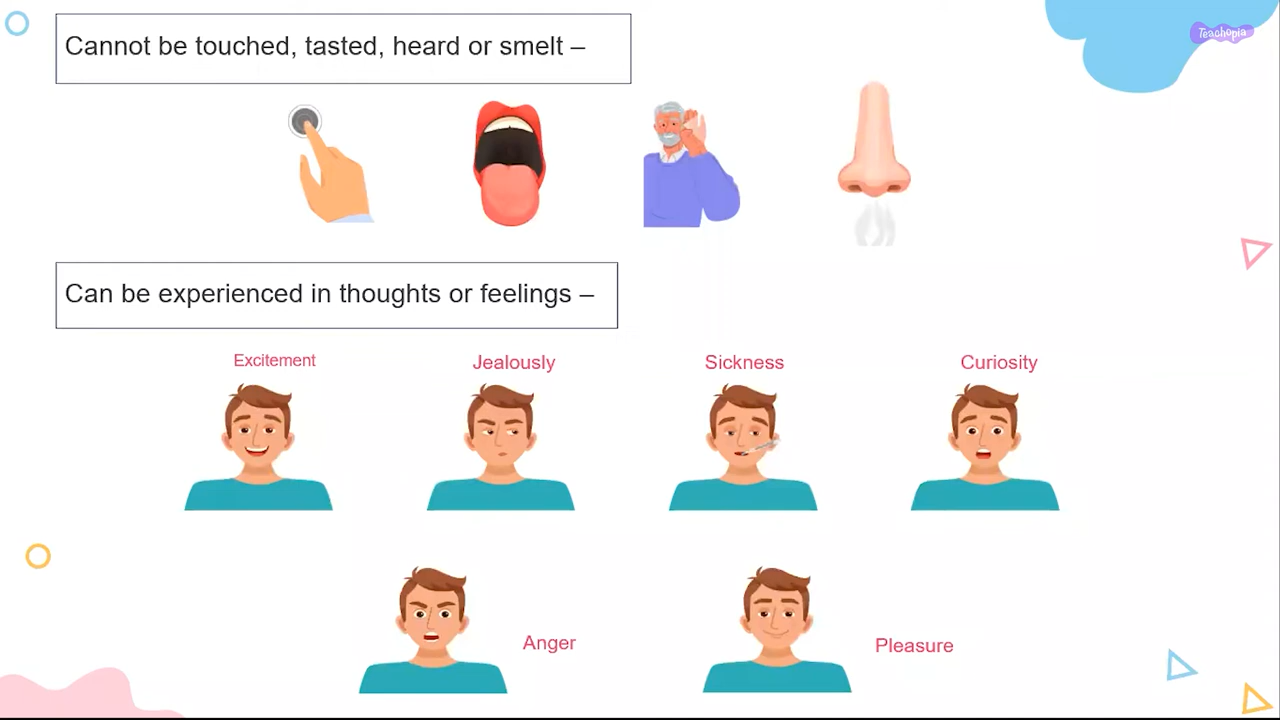 Cannot be touched, tasted, heard or smelt –
Teachopia
Can be experienced in thoughts or feelings –
Excitement
Jealously
Sickness
Curiosity
Anger
Pleasure